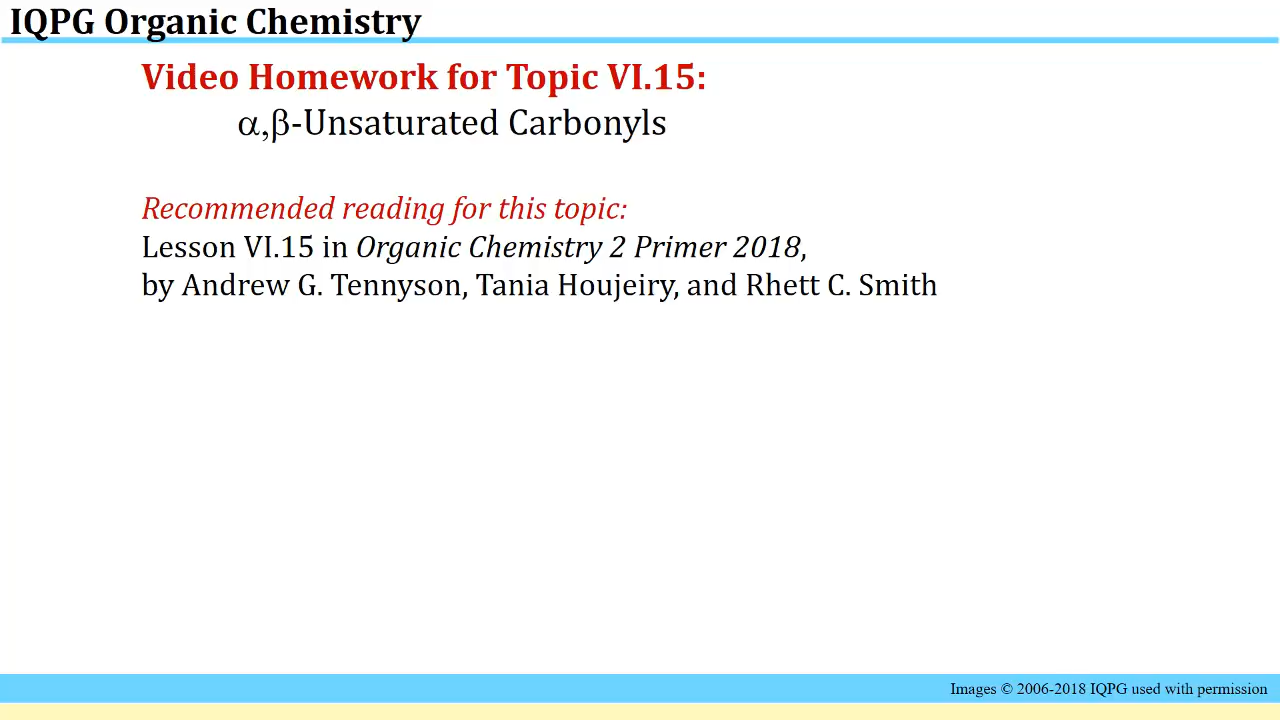 IQPG Organic Chemistry
Video Homework for Topic VI.15:
α,β-Unsaturated Carbonyls
Recommended reading for this topic:
Lesson VI.15 in Organic Chemistry 2 Primer 2018,
by Andrew G. Tennyson, Tania Houjeiry, and Rhett C. Smith
Images © 2006-2018 IQPG used with permission